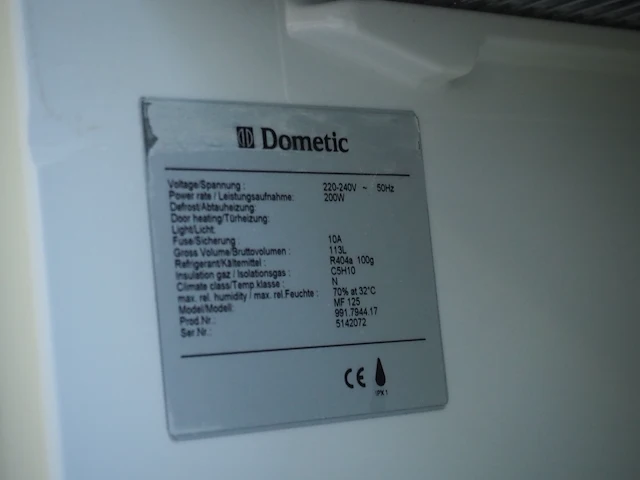 Dometic
Voltage/Spannung : 220-240V ~ 50Hz
Power rate / Leistungsaufnahme: 200W
Defrost/Abtauheizung:
Door heating/Türheizung:
Light/Licht:
Fuse/Sicherung 10A
Gross Volume/Bruttovolumen : 113L
Refrigerant/Kältemittel : R404a 100g
Insulation gaz / Isolationsgas : C5H10
Climate class/Temp.klasse : N
max. rel. humidity / max. rel.Feuchte : 70% at 32°C
Model/Modell: MF 125
Prod.Nr.: 991.7944.17
Ser.Nr.: 5142072
CE
IPX 1